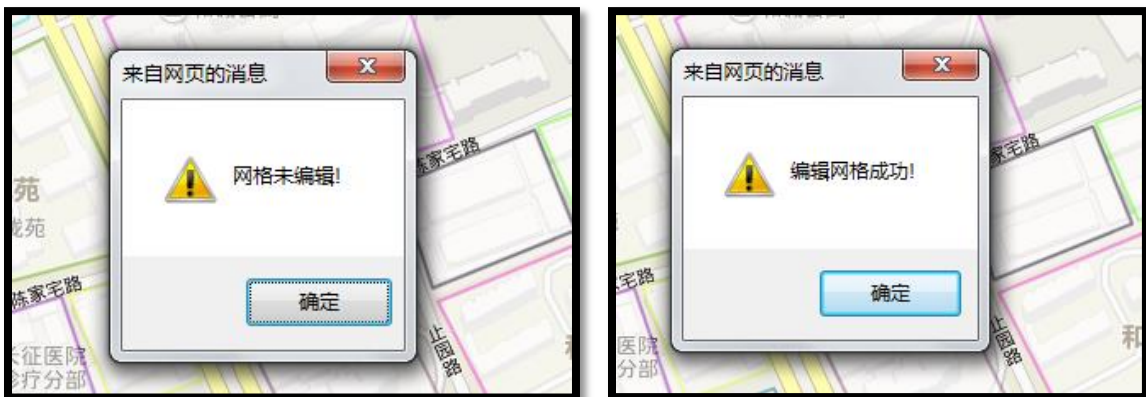 来自网页的消息
网格未编辑!
确定
陈家宅路
苑
苑
陈家宅路
长征医院
诊疗分部
止园路
来自网页的消息
编辑网格成功!
确定
家宅路
宅路
医院
分部
止园路
和